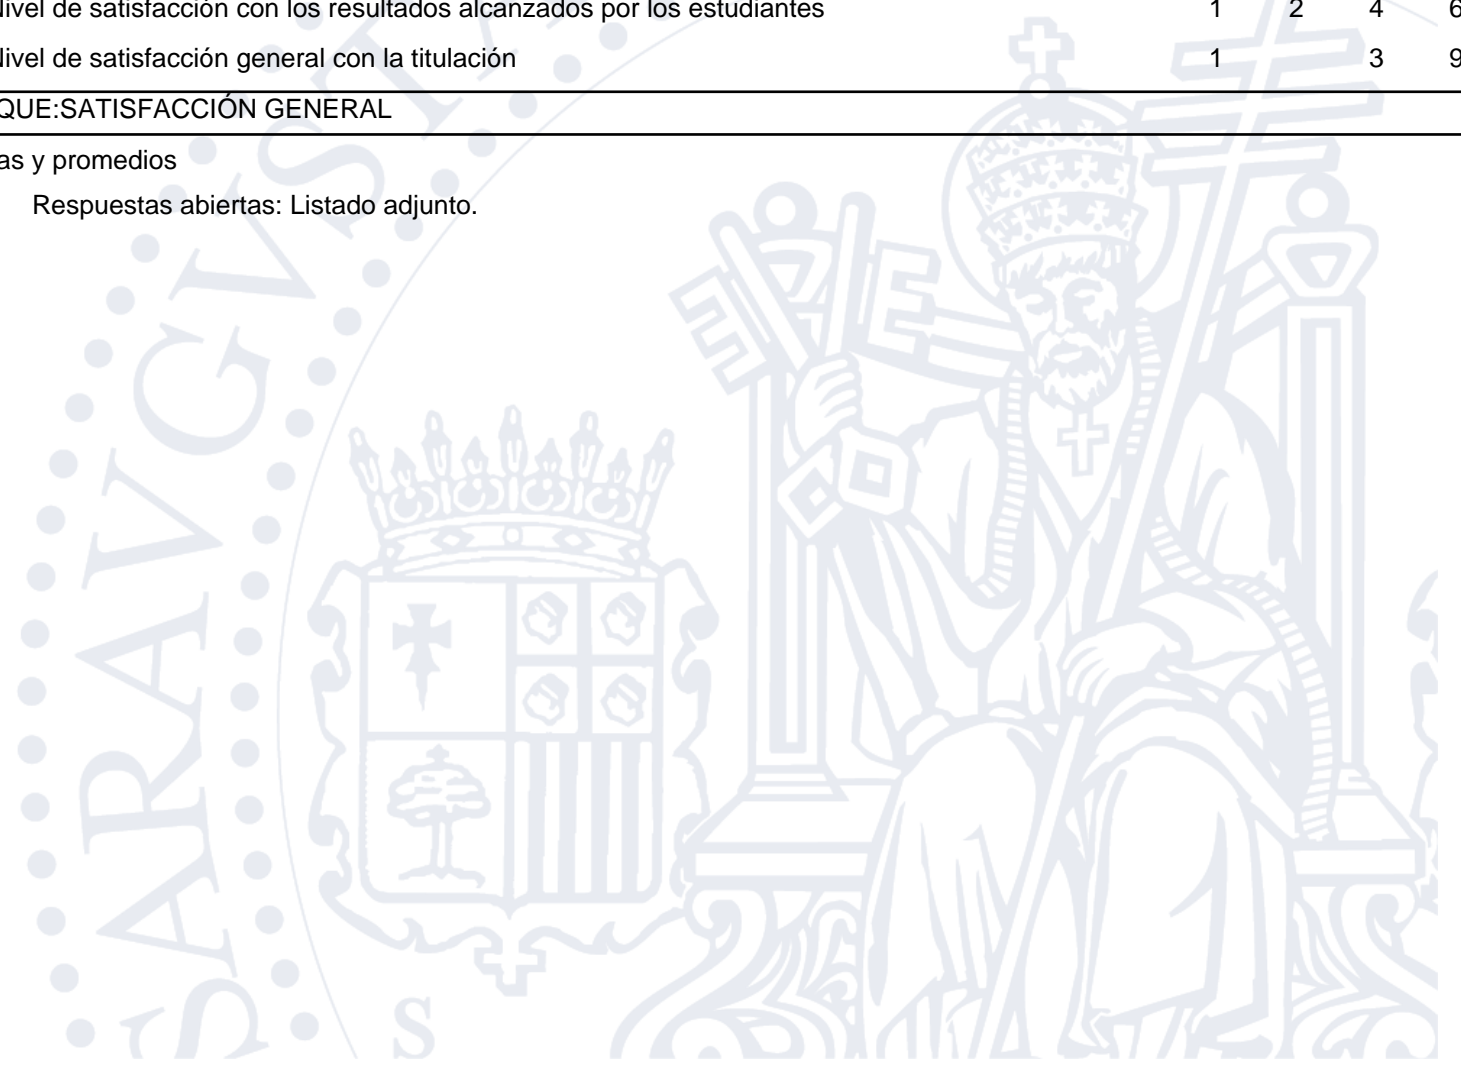 Nivel de satisfacción con los resultados alcanzados por los estudiantes 1 2 4 6
Nivel de satisfacción general con la titulación 1 3 9
QUE:SATISFACCIÓN GENERAL
as y promedios
Respuestas abiertas: Listado adjunto.
SARAVGVST
S